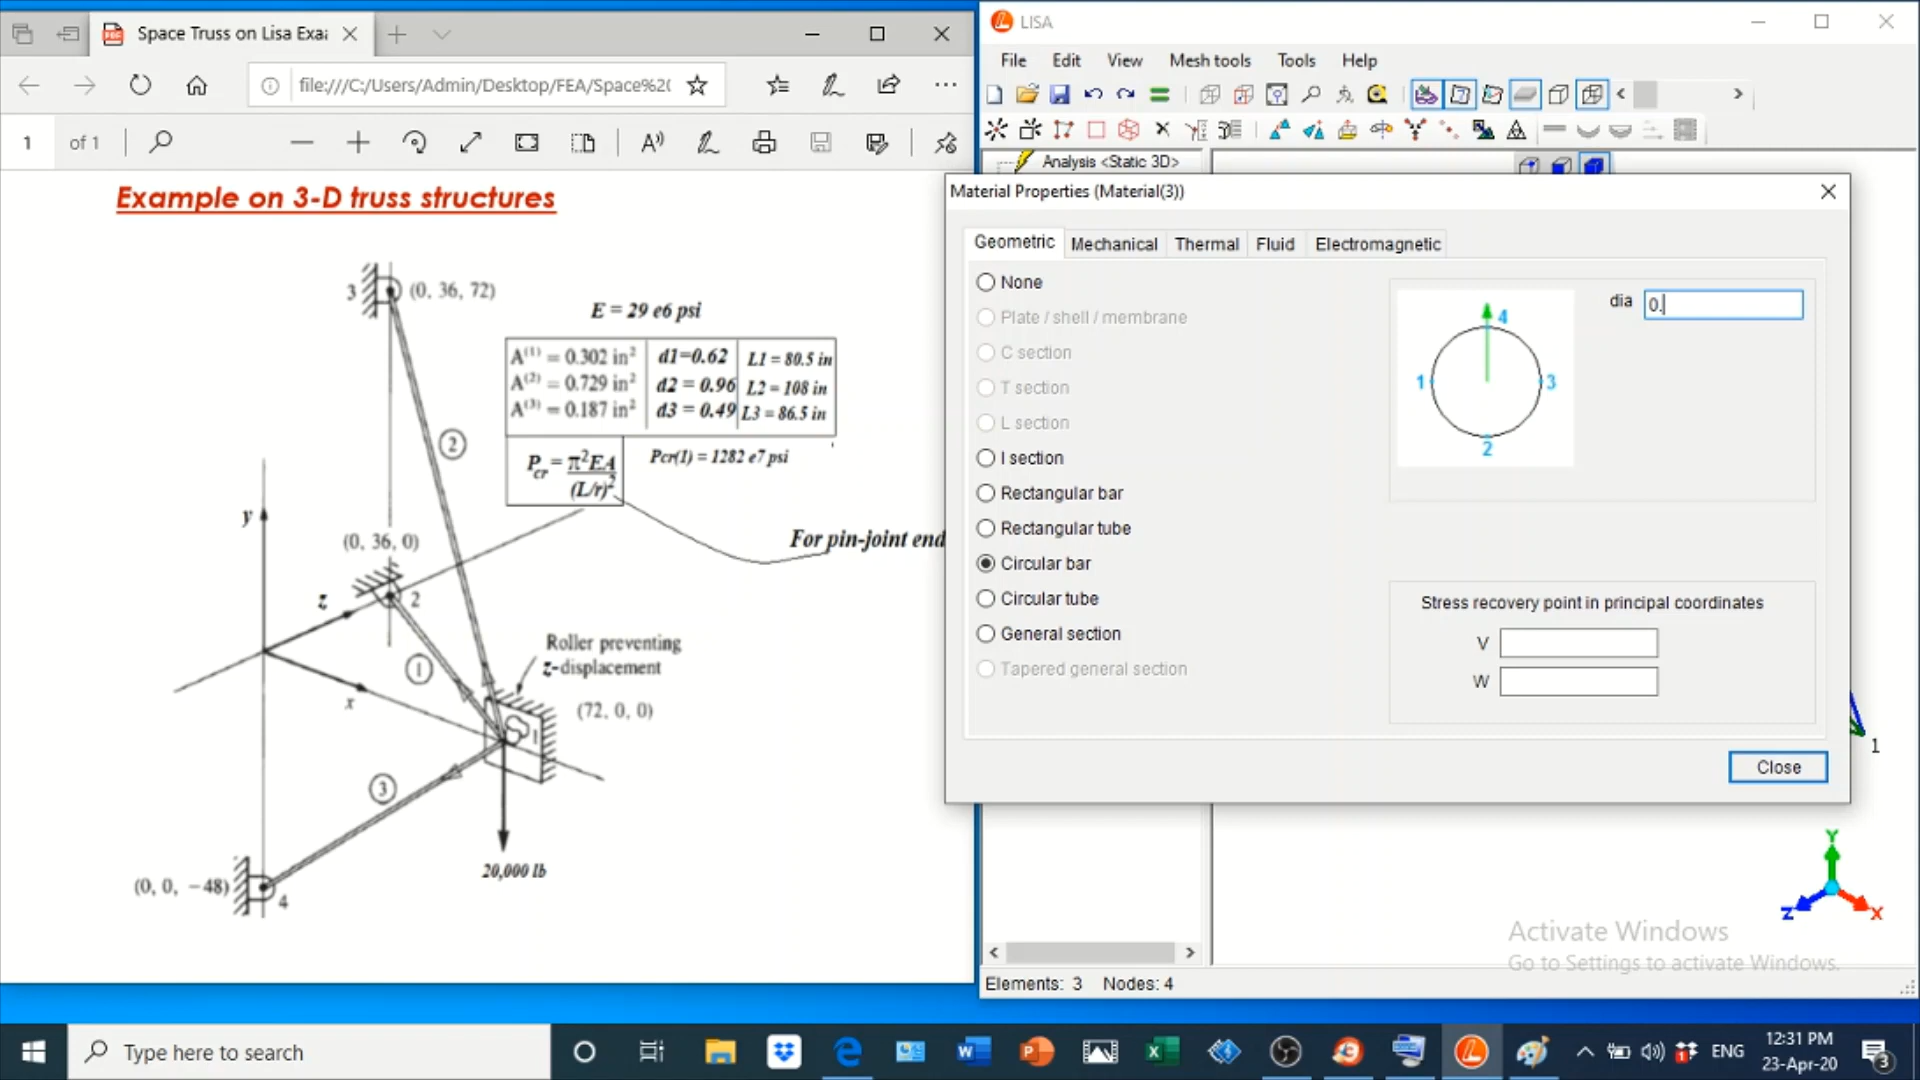 Space Truss on Lisa Exa
file:///C:/Users/Admin/Desktop/FEA/Space%20
1 of 1
Example on 3-D truss structures
3 (0, 36, 72)
E = 29 e6 psi
A(1) = 0.302 in² d1=0.62 L1 = 80.5 in
A(2) = 0.729 in² d2 = 0.96 L2 = 108 in
A(3) = 0.187 in² d3 = 0.49 L3 = 86.5 in
Pcr = π²EA
(L/r)²
Pcr(1) = 1282 e7 psi
2
y
(0, 36, 0)
For pin-joint end
z
2
Roller preventing
z-displacement
1
x
(72, 0, 0)
1
3
20,000 lb
(0, 0, −48)
4
LISA
File Edit View Mesh tools Tools Help
Analysis <Static 3D>
Material Properties (Material(3))
Geometric Mechanical Thermal Fluid Electromagnetic
None
Plate / shell / membrane
C section
T section
L section
I section
Rectangular bar
Rectangular tube
Circular bar
Circular tube
General section
Tapered general section
4
1 3
2
dia 0.
Stress recovery point in principal coordinates
V
W
Close
1
Y
Z X
Activate Windows
Go to Settings to activate Windows.
Elements: 3 Nodes: 4
Type here to search
ENG
12:31 PM
23-Apr-20
3